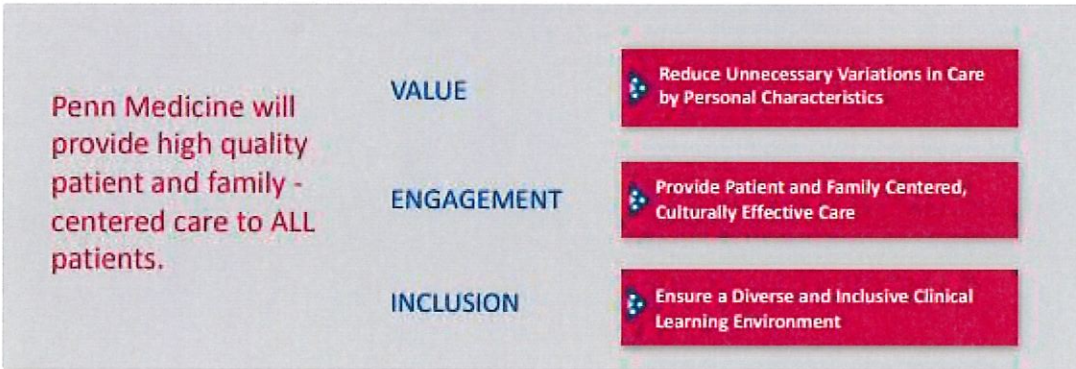 Penn Medicine will
provide high quality
patient and family -
centered care to ALL
patients.
VALUE
Reduce Unnecessary Variations in Care
by Personal Characteristics
ENGAGEMENT
Provide Patient and Family Centered,
Culturally Effective Care
INCLUSION
Ensure a Diverse and Inclusive Clinical
Learning Environment